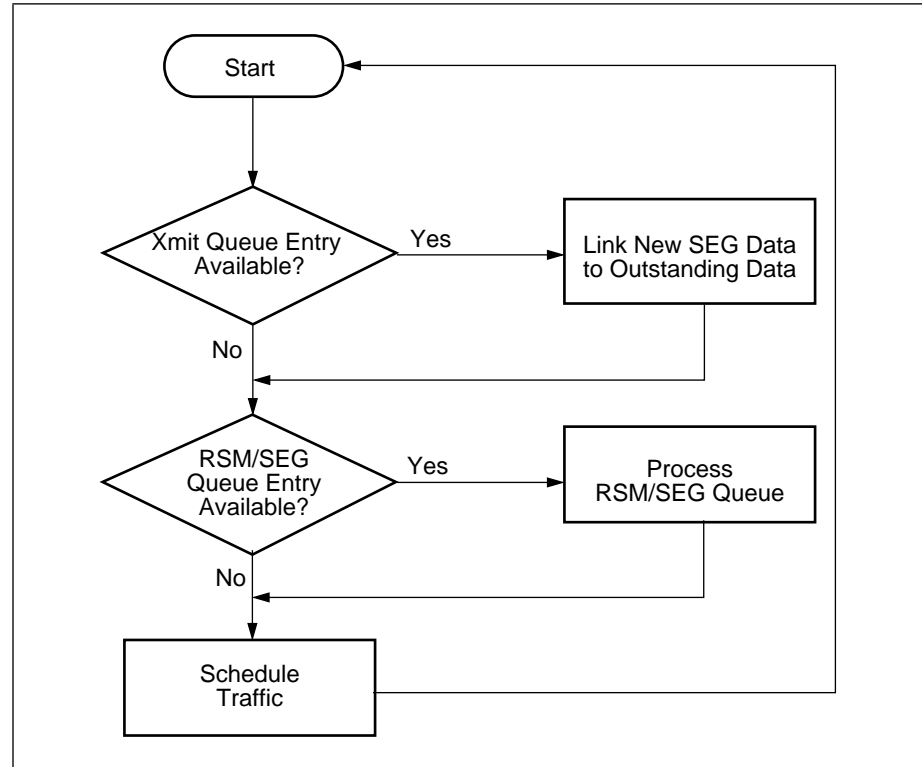 Start
Xmit Queue Entry
Available?
Yes
Link New SEG Data
to Outstanding Data
No
RSM/SEG
Queue Entry
Available?
Yes
Process
RSM/SEG Queue
No
Schedule
Traffic